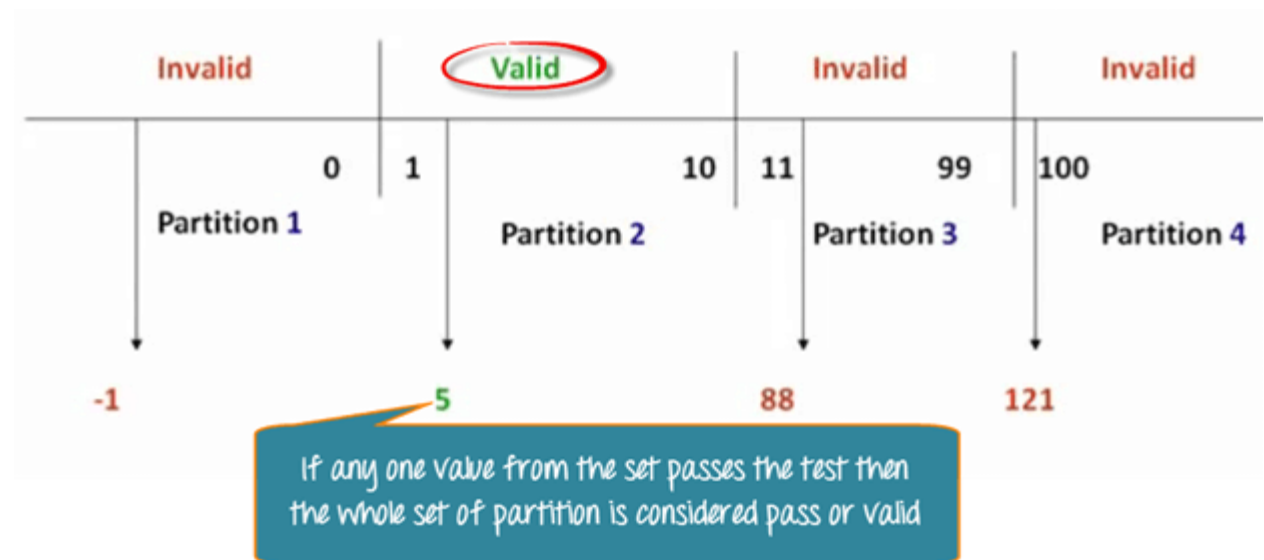 Invalid Valid Invalid Invalid
0 1 10 11 99 100
Partition 1 Partition 2 Partition 3 Partition 4
-1 5 88 121
If any one value from the set passes the test then
the whole set of partition is considered pass or valid